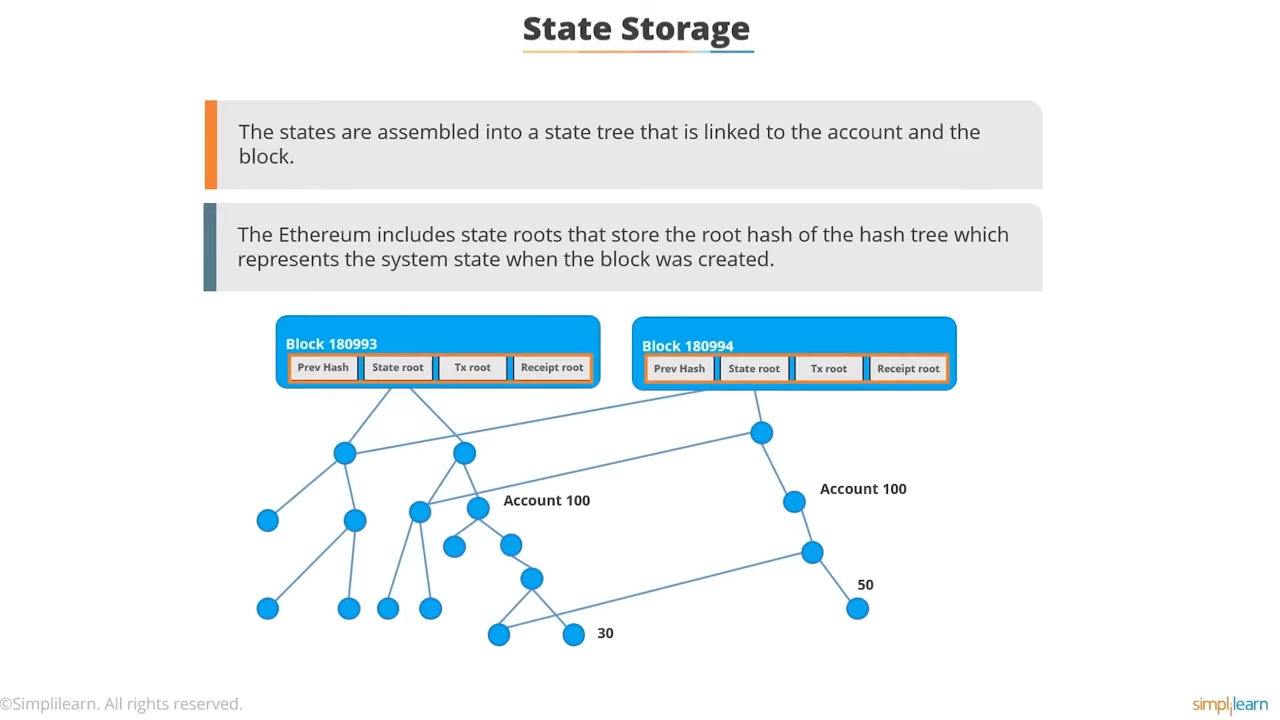 State Storage
The states are assembled into a state tree that is linked to the account and the
block.
The Ethereum includes state roots that store the root hash of the hash tree which
represents the system state when the block was created.
Block 180993
Prev Hash State root Tx root Receipt root
Block 180994
Prev Hash State root Tx root Receipt root
Account 100
Account 100
50
30
©Simplilearn. All rights reserved.
simplilearn